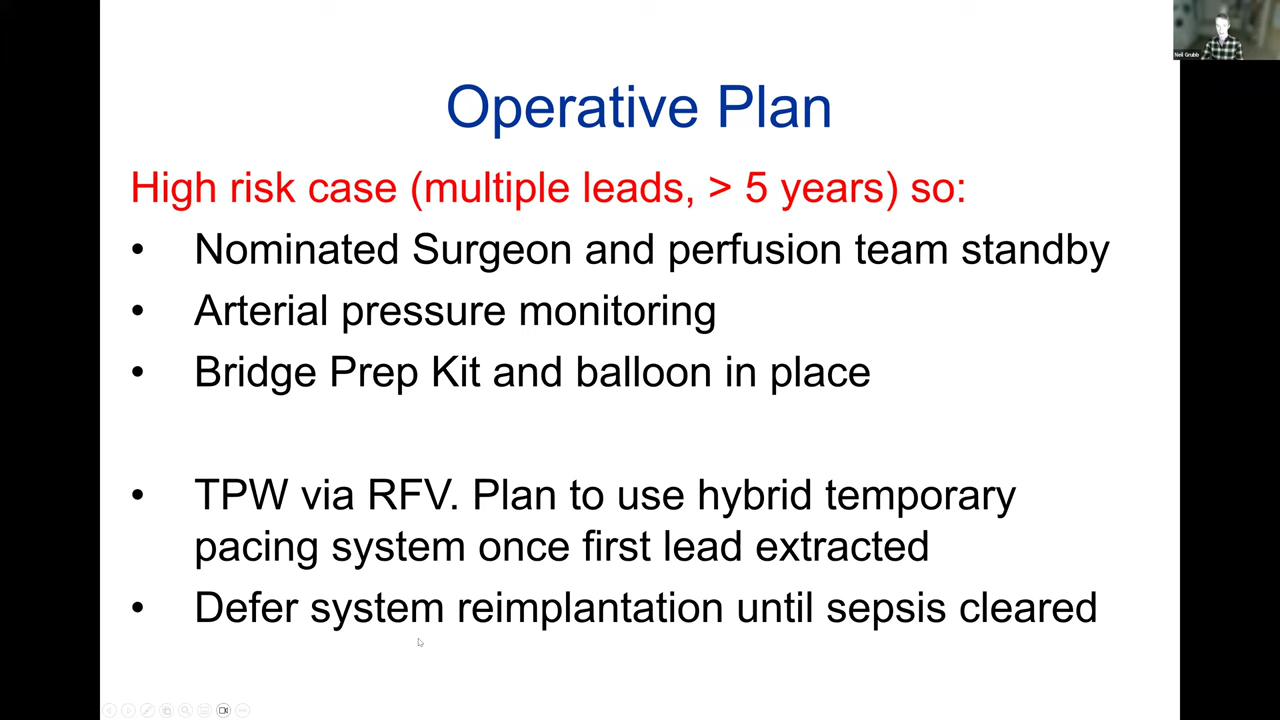 Neil Grubb
Operative Plan
High risk case (multiple leads, > 5 years) so:
• Nominated Surgeon and perfusion team standby
• Arterial pressure monitoring
• Bridge Prep Kit and balloon in place
• TPW via RFV. Plan to use hybrid temporary
pacing system once first lead extracted
• Defer system reimplantation until sepsis cleared